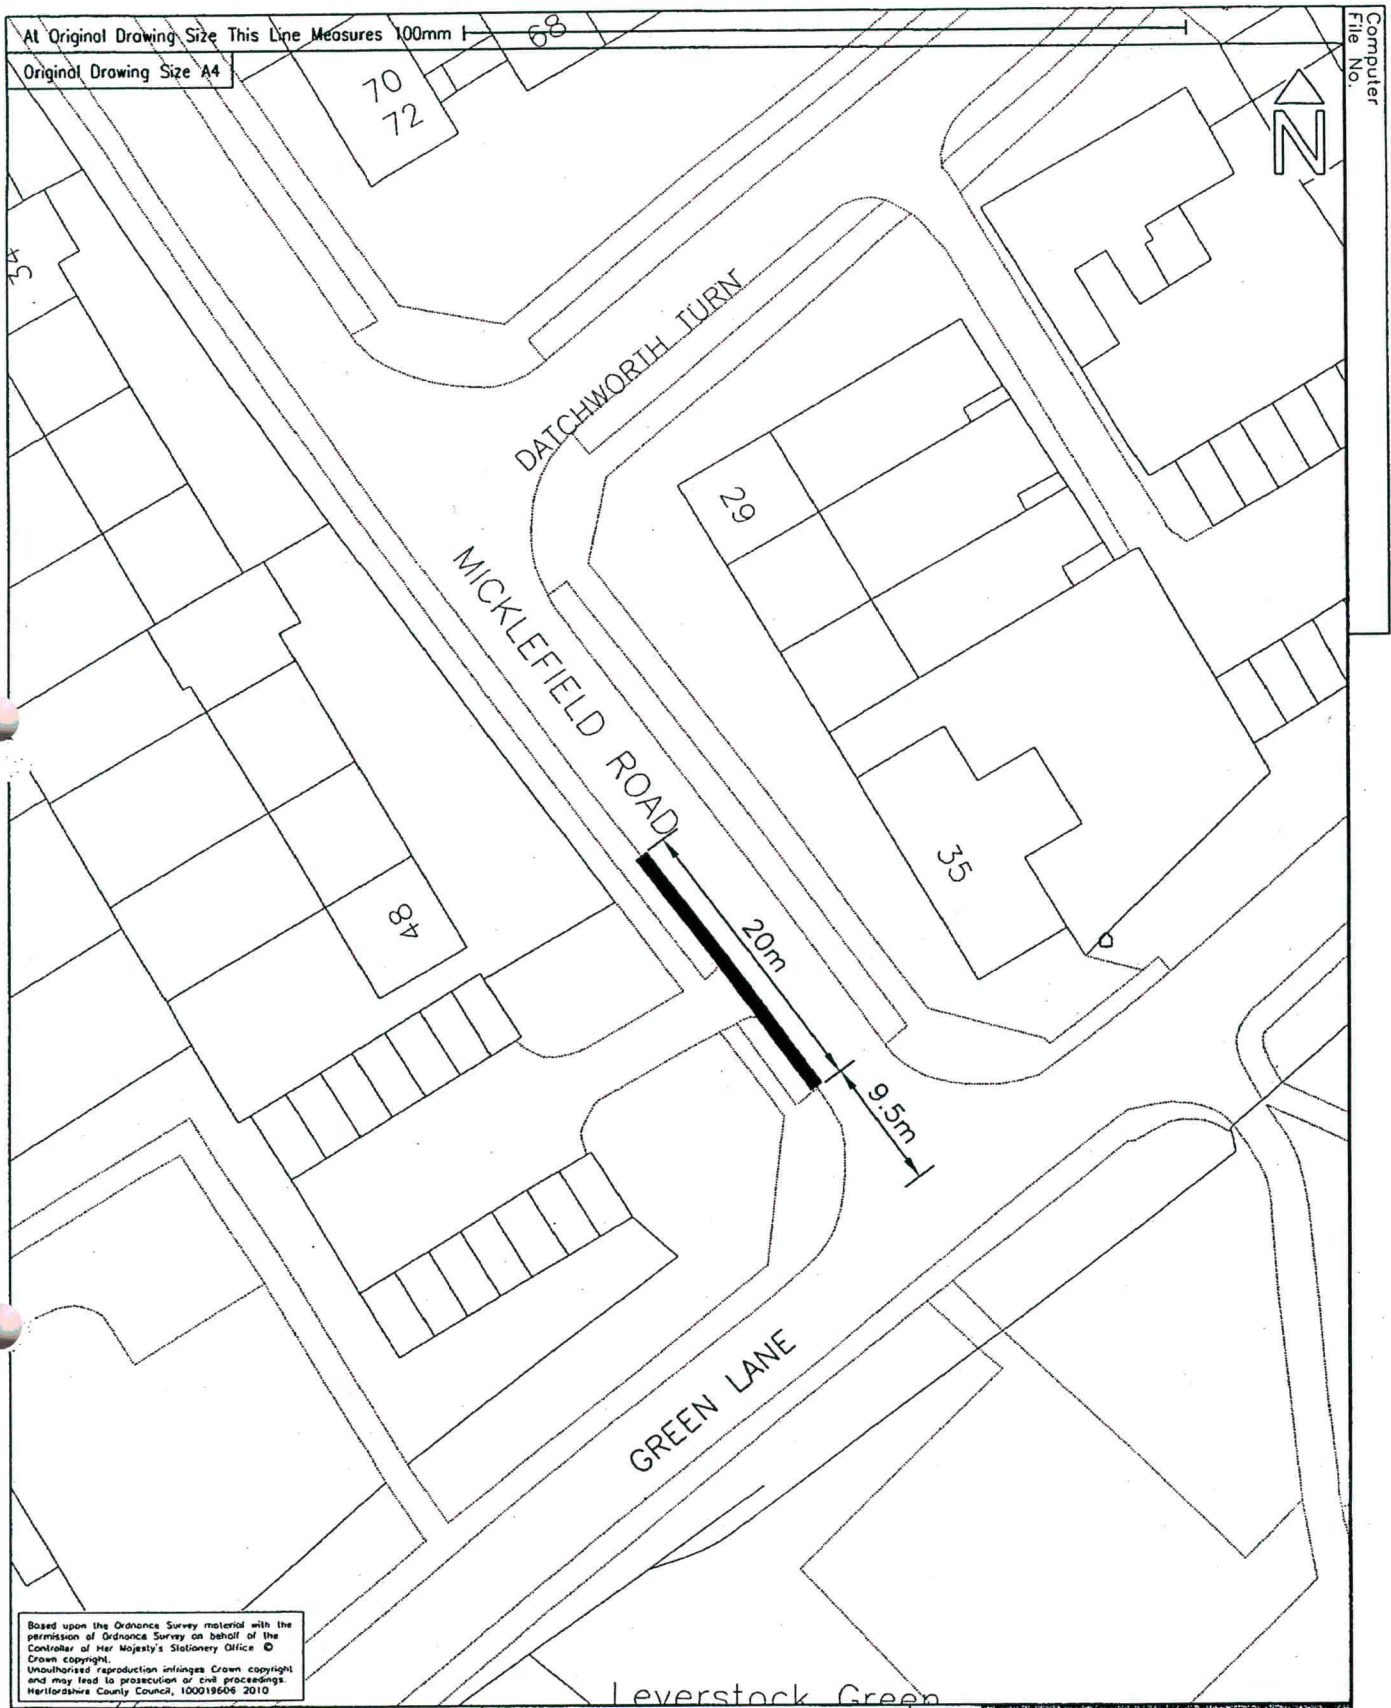 At Original Drawing Size This Line Measures 100mm
Original Drawing Size A4
Computer
File No.
68
70
72
N
34
DATCHWORTH TURN
29
MICKLEFIELD ROAD
35
48
20m
9.5m
GREEN LANE
Based upon the Ordnance Survey material with the
permission of Ordnance Survey on behalf of the
Controller of Her Majesty's Stationery Office ©
Crown copyright.
Unauthorised reproduction infringes Crown copyright
and may lead to prosecution or civil proceedings.
Hertfordshire County Council, 100019606 2010
Leverstock Green